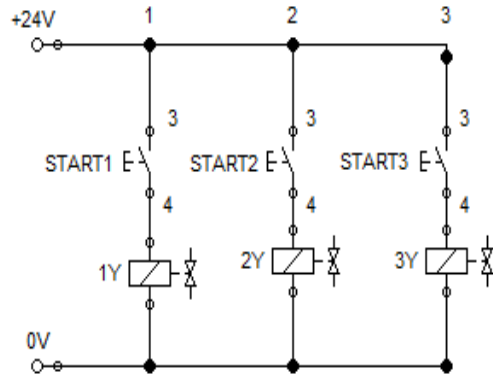 +24V 1 2 3
3 3 3
START1 START2 START3
4 4 4
1Y 2Y 3Y
0V